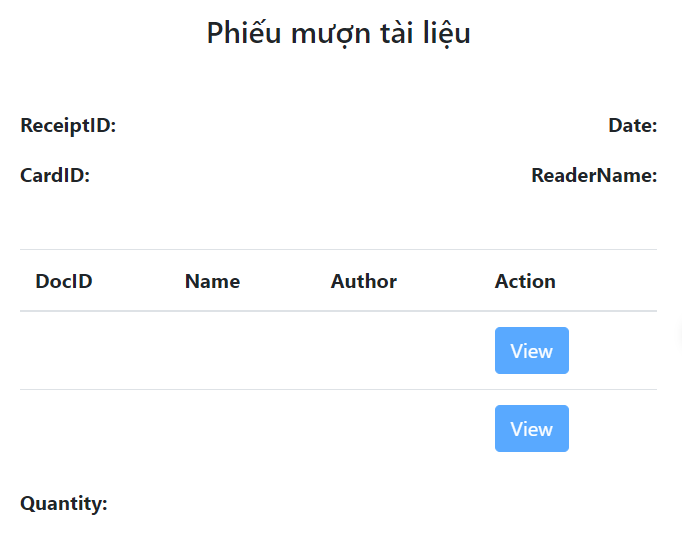 Phiếu mượn tài liệu
ReceiptID: Date:
CardID: ReaderName:
DocID Name Author Action
View
View
Quantity: